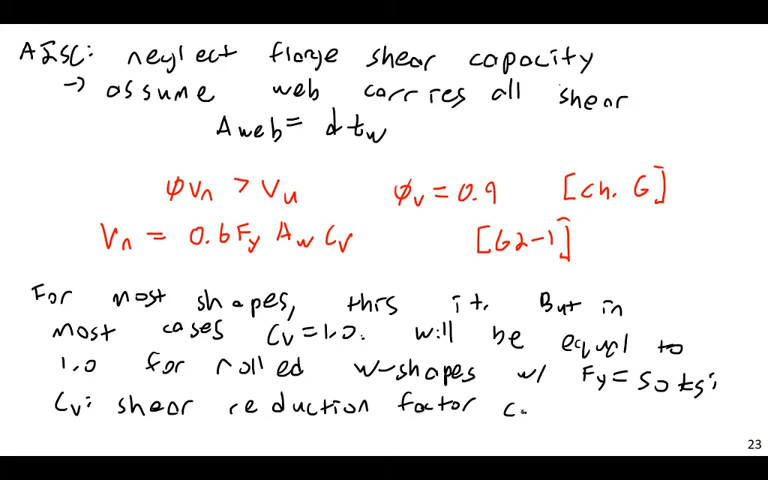 AISC: neglect flange shear capacity
→ assume web carries all shear
Aweb = dtw
φVn > Vu φv = 0.9 [Ch. G]
Vn = 0.6Fy Aw Cv [G2-1]
For most shapes, this it. But in
most cases Cv = 1.0. will be equal to
1.0 for rolled w-shapes w/ Fy = 50 ksi
Cv: shear reduction factor c
23